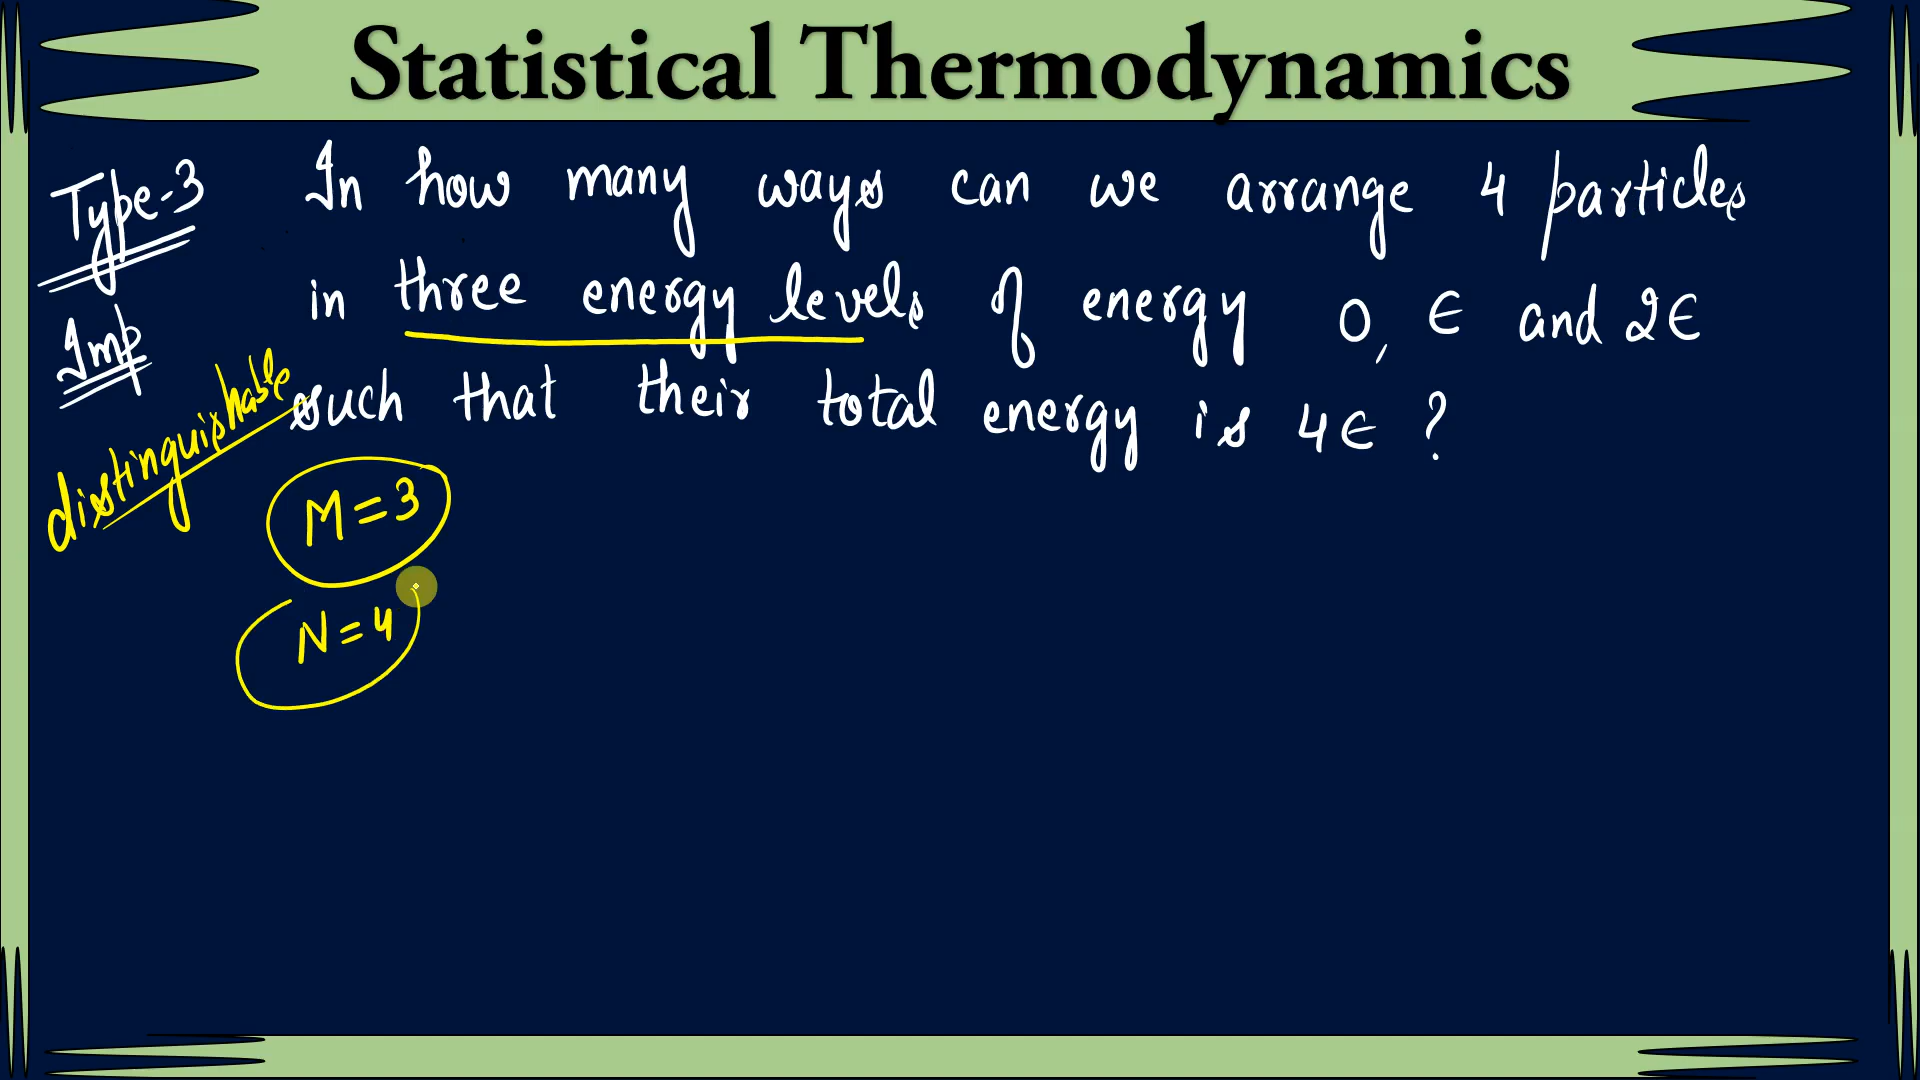 Statistical Thermodynamics
Type-3
Imp
distinguishable
In how many ways can we arrange 4 particles
in three energy levels of energy 0, ∈ and 2∈
such that their total energy is 4∈ ?
M=3
N=4